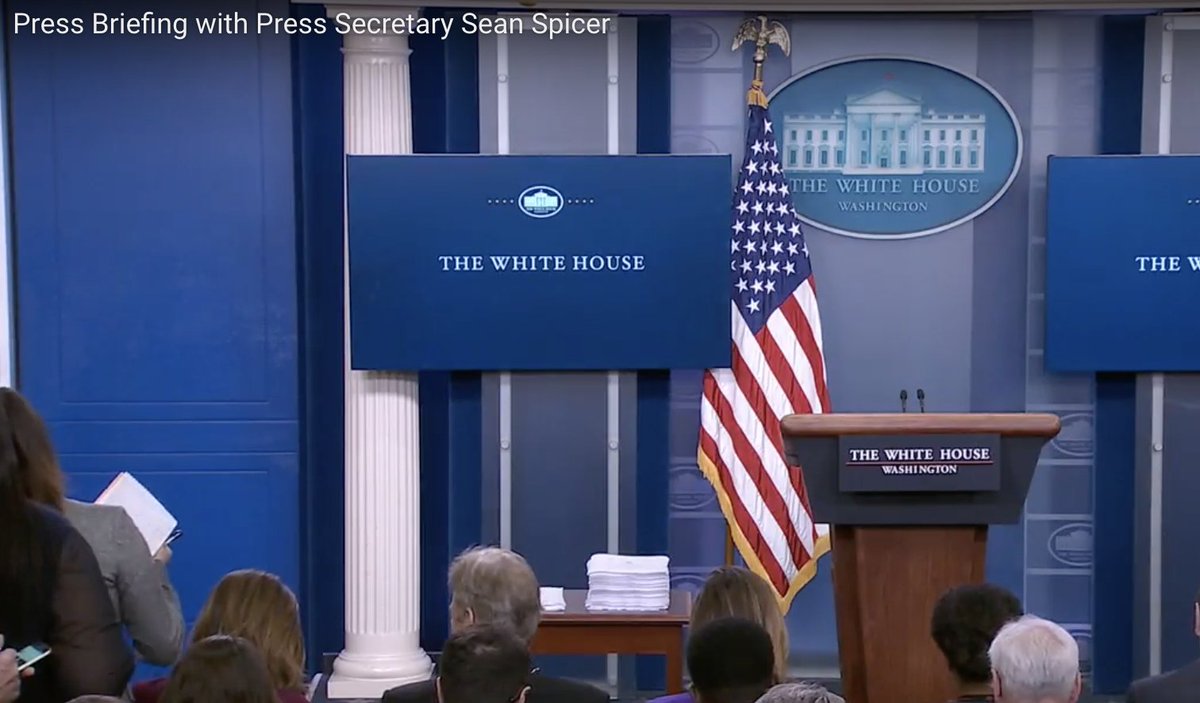 Press Briefing with Press Secretary Sean Spicer
THE WHITE HOUSE
WASHINGTON
THE WHITE HOUSE
THE W
THE WHITE HOUSE
WASHINGTON